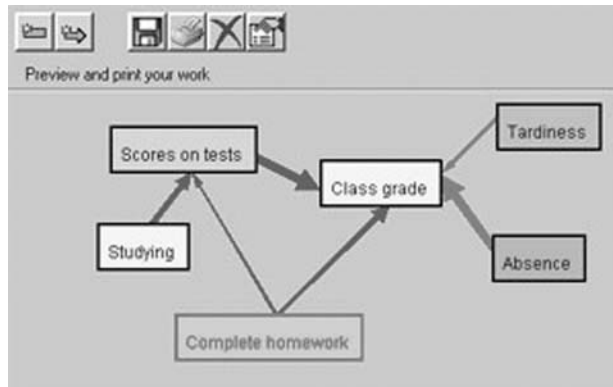 Preview and print your work
Tardiness
Scores on tests
Class grade
Studying
Absence
Complete homework